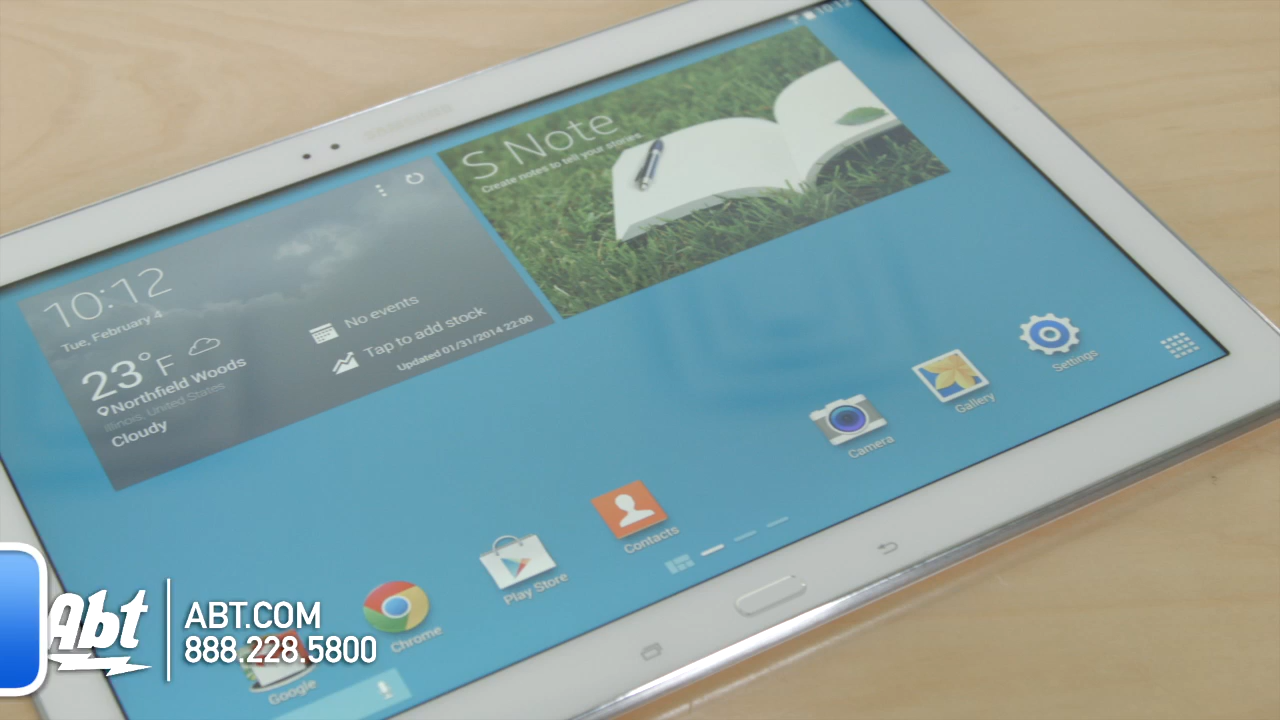 SAMSUNG
10:12
10:12
Tue, February 4
23°F
Northfield Woods
Illinois, United States
Cloudy
No events
Tap to add stock
Updated 01/31/2014 22:00
S Note
Create notes to tell your stories
Camera
Gallery
Settings
Google
Chrome
Play Store
Contacts
Abt
ABT.COM
888.228.5800